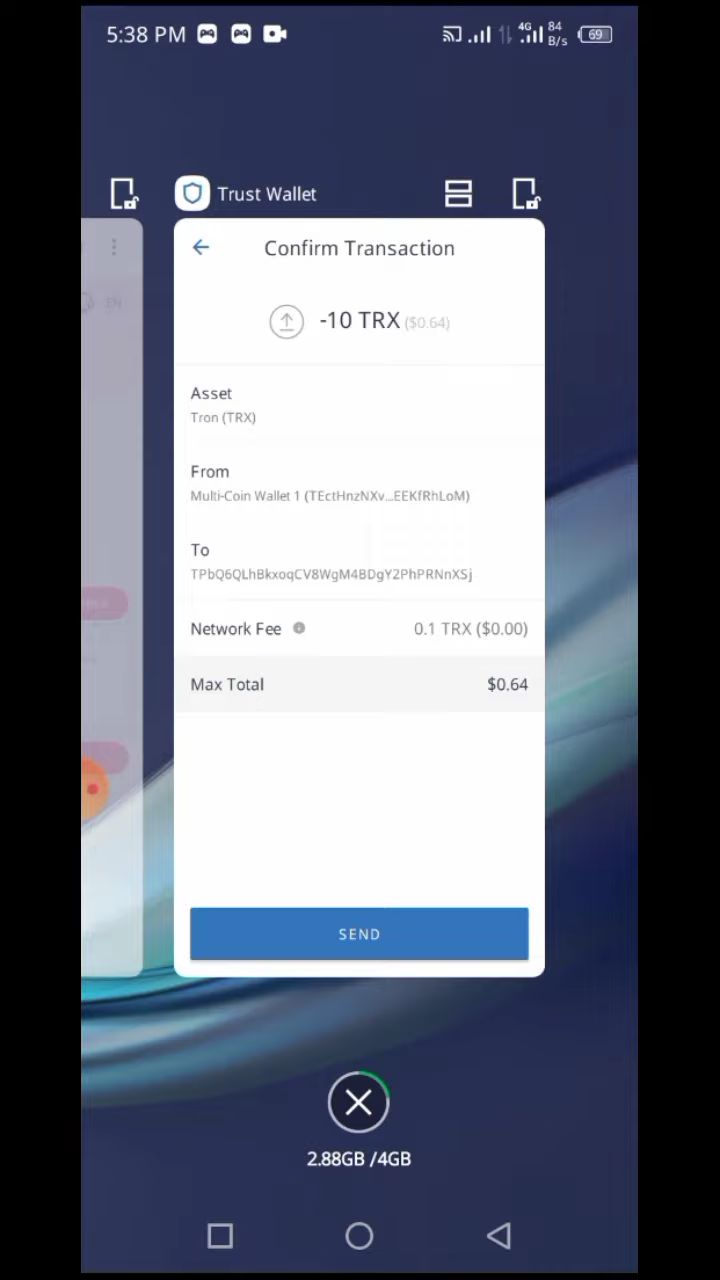 5:38 PM
4G 84 B/s 69
Trust Wallet
EN
Confirm Transaction
-10 TRX ($0.64)
Asset
Tron (TRX)
From
Multi-Coin Wallet 1 (TEctHnzNXv...EEKfRhLoM)
To
TPbQ6QLhBkxoqCV8WgM4BDgY2PhPRNnXSj
Network Fee 0.1 TRX ($0.00)
Max Total $0.64
SEND
2.88GB /4GB